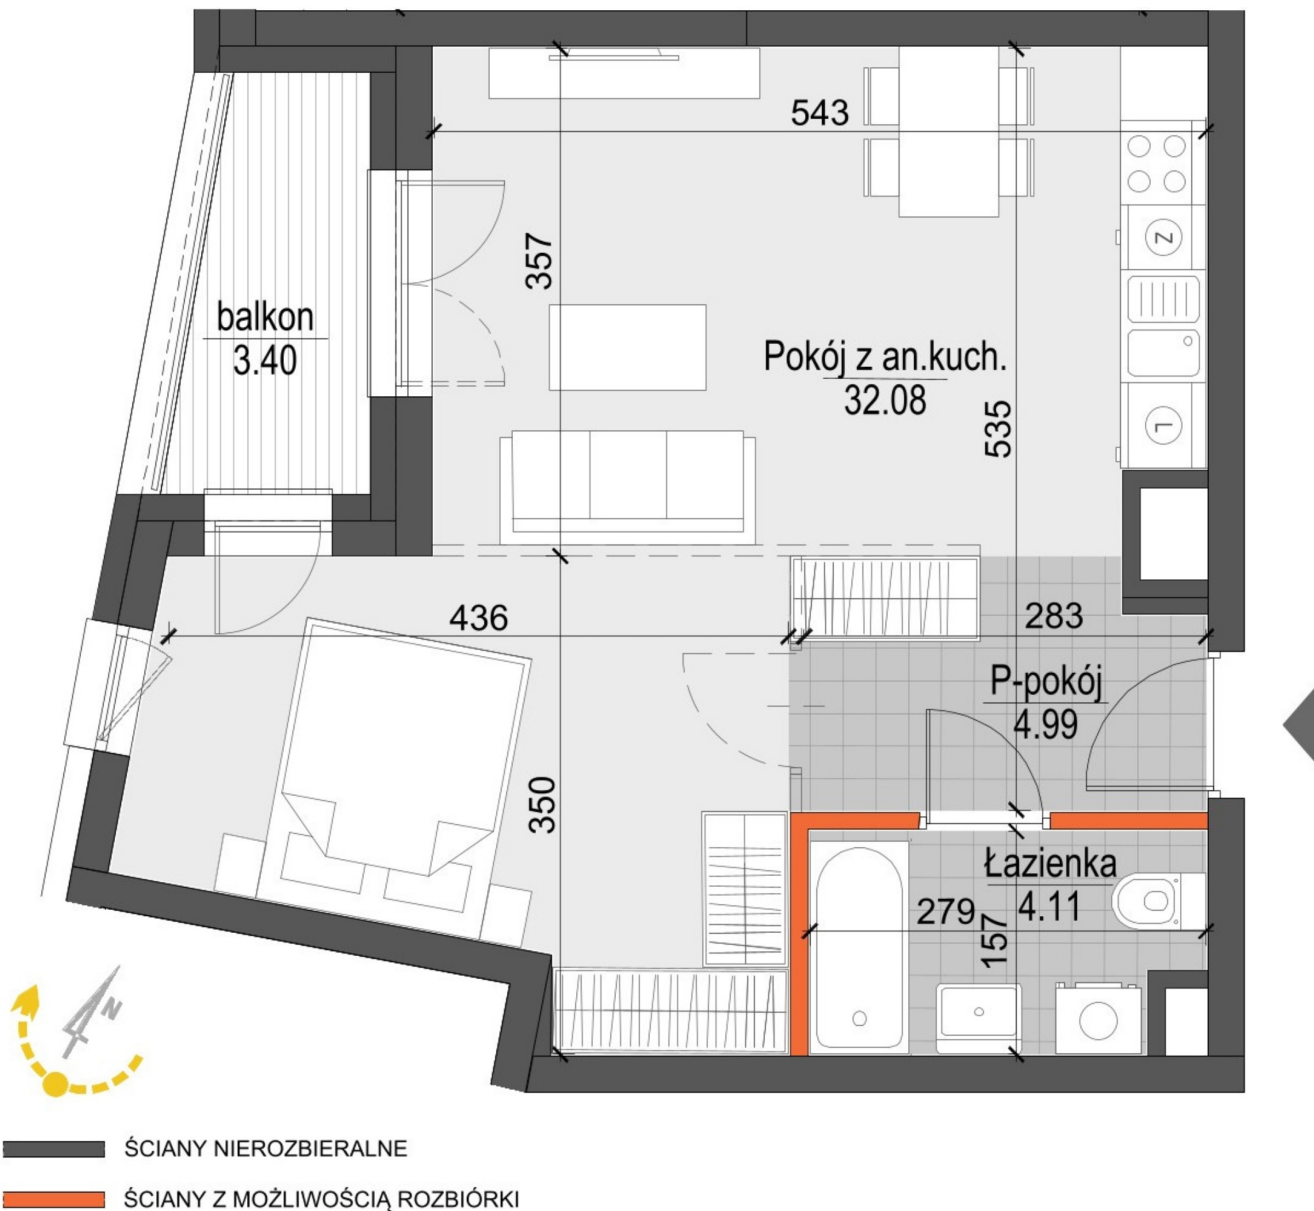 543
357
balkon
3.40
Z
Pokój z an.kuch.
32.08
535
L
436
283
P-pokój
4.99
350
Łazienka
4.11
279
157
N
ŚCIANY NIEROZBIERALNE
ŚCIANY Z MOŻLIWOŚCIĄ ROZBIÓRKI